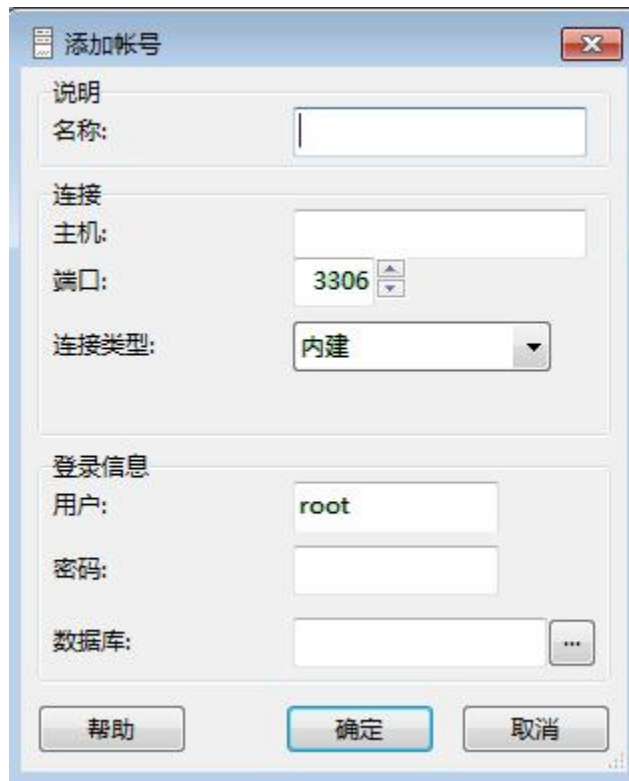 添加帐号
说明
名称:
连接
主机:
端口: 3306
连接类型: 内建
登录信息
用户: root
密码:
数据库: ...
帮助 确定 取消